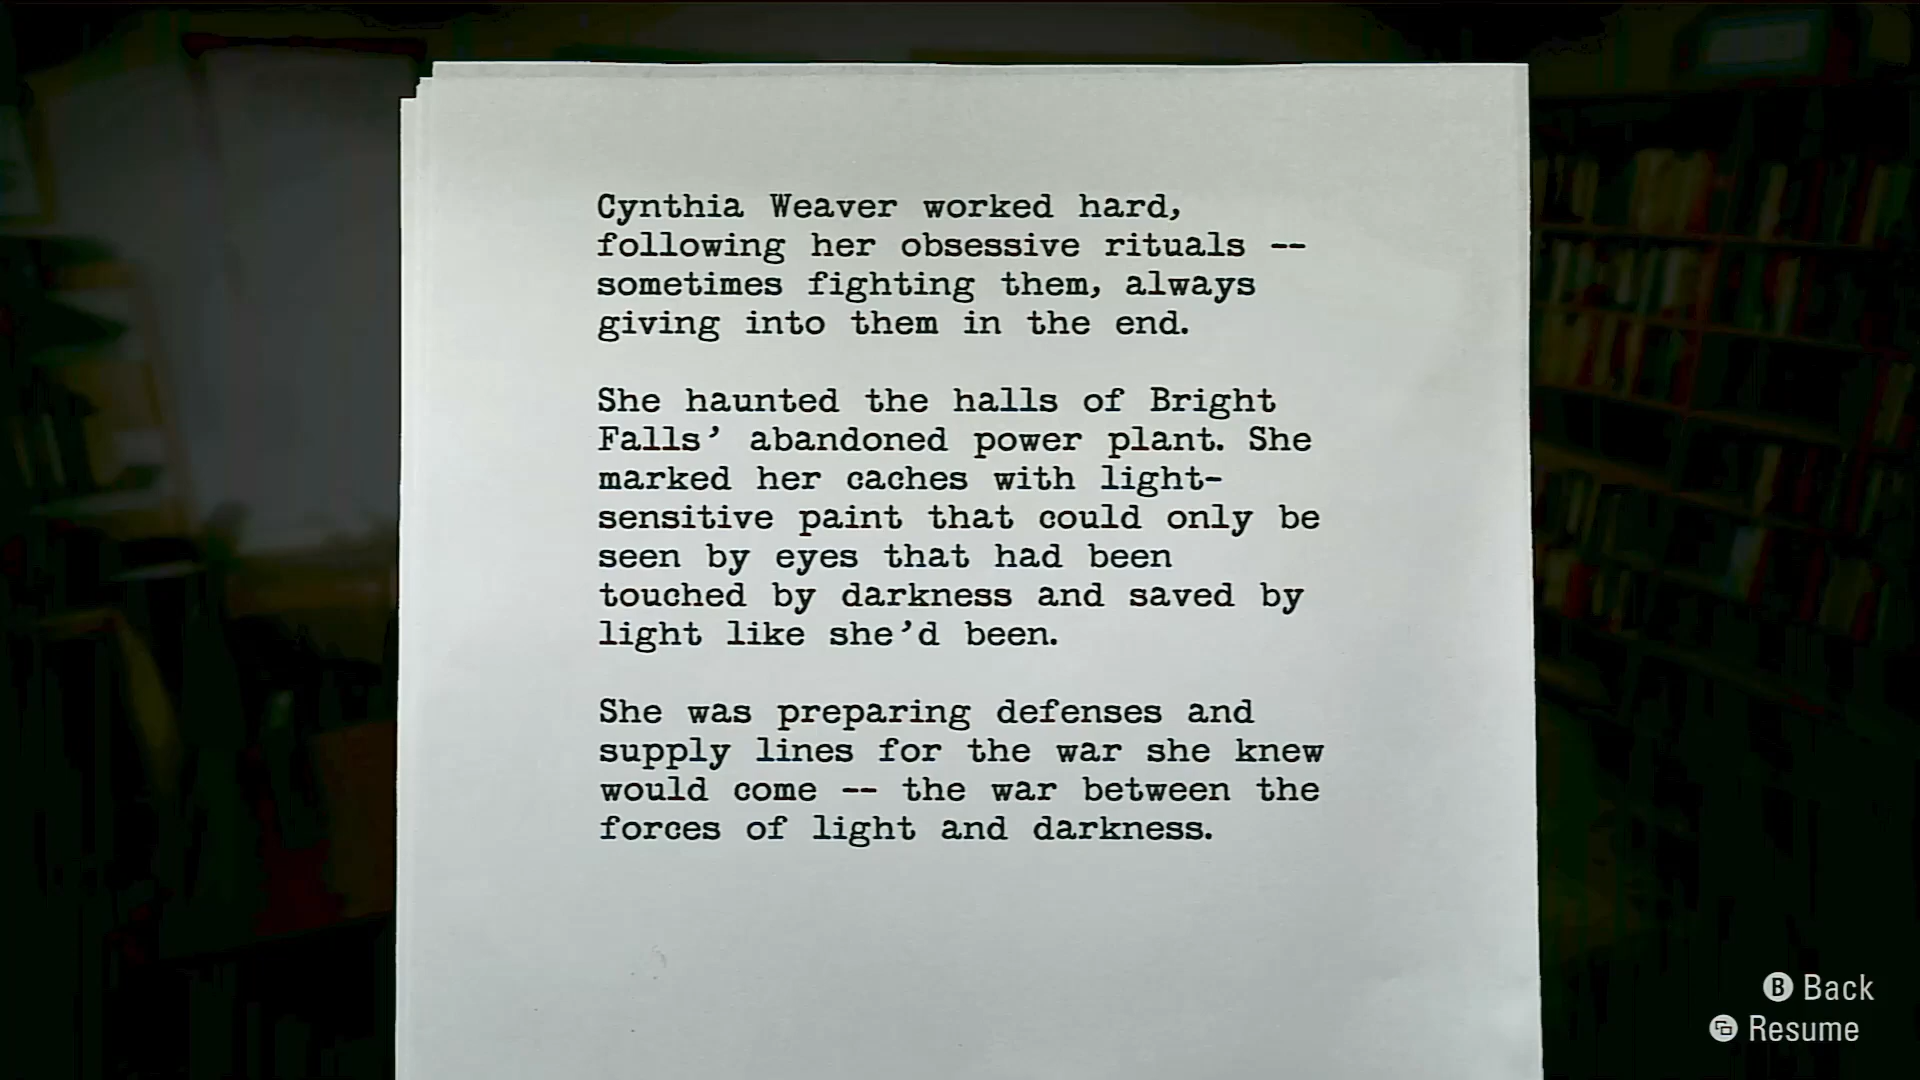 Cynthia Weaver worked hard,
following her obsessive rituals --
sometimes fighting them, always
giving into them in the end.
She haunted the halls of Bright
Falls’ abandoned power plant. She
marked her caches with light-
sensitive paint that could only be
seen by eyes that had been
touched by darkness and saved by
light like she’d been.
She was preparing defenses and
supply lines for the war she knew
would come -- the war between the
forces of light and darkness.
B Back
Resume